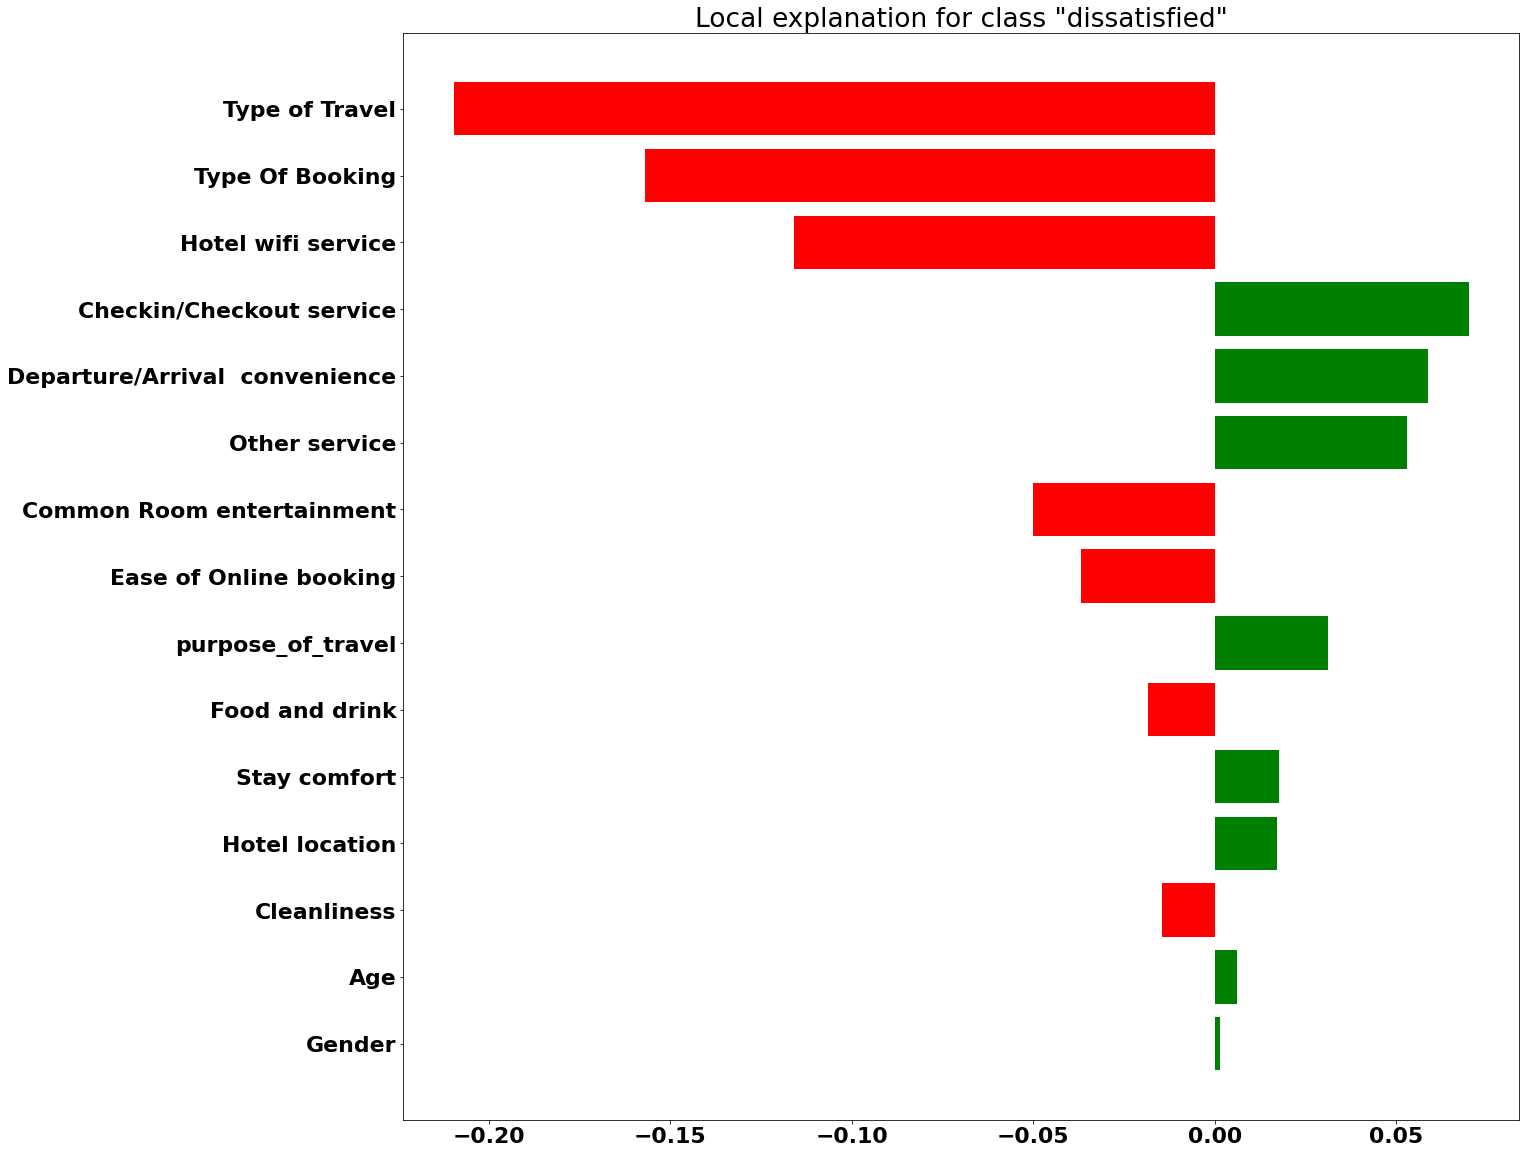 Local explanation for class "dissatisfied"
Type of Travel
Type Of Booking
Hotel wifi service
Checkin/Checkout service
Departure/Arrival  convenience
Other service
Common Room entertainment
Ease of Online booking
purpose_of_travel
Food and drink
Stay comfort
Hotel location
Cleanliness
Age
Gender
−0.20 −0.15 −0.10 −0.05 0.00 0.05